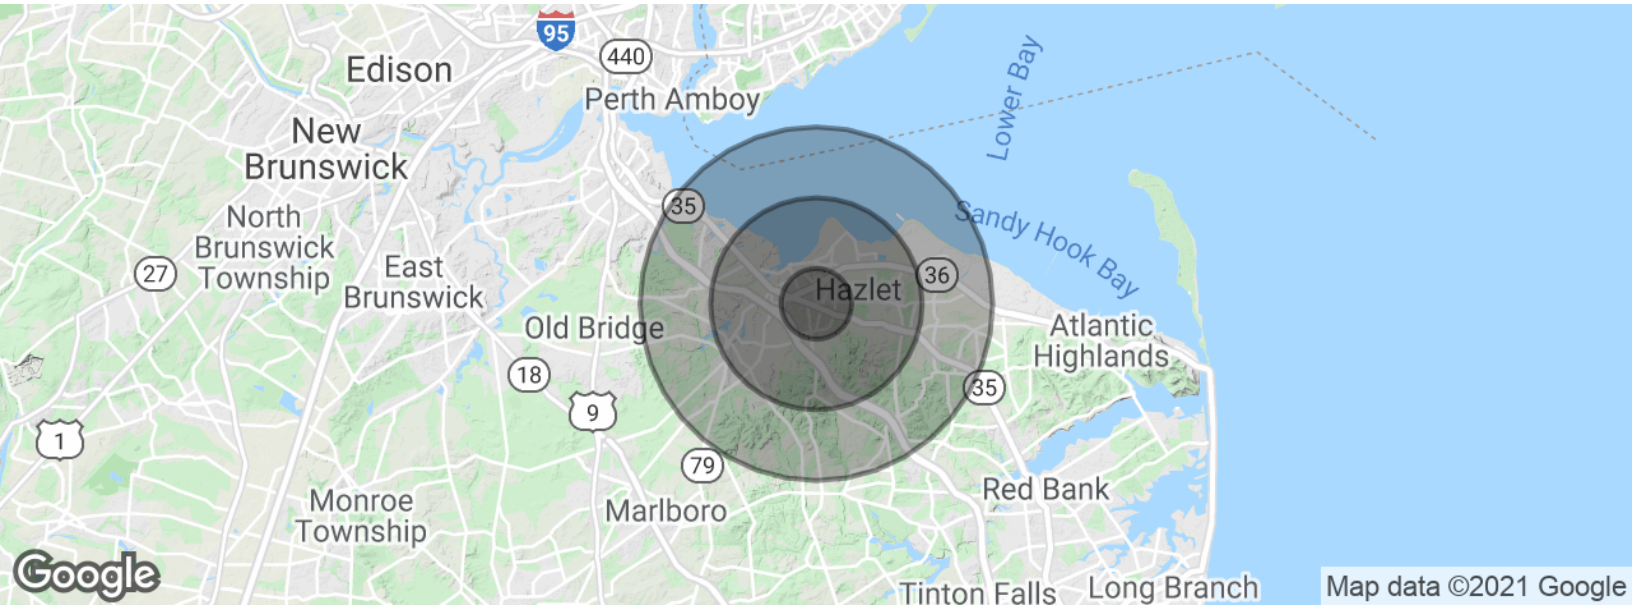 95
440
Edison
Perth Amboy
Lower Bay
New
Brunswick
35
North
Brunswick
Township
Sandy Hook Bay
27
East
Brunswick
36
Hazlet
Old Bridge
Atlantic
Highlands
18
35
9
1
79
Monroe
Township
Marlboro
Red Bank
Google
Tinton Falls
Long Branch
Map data ©2021 Google